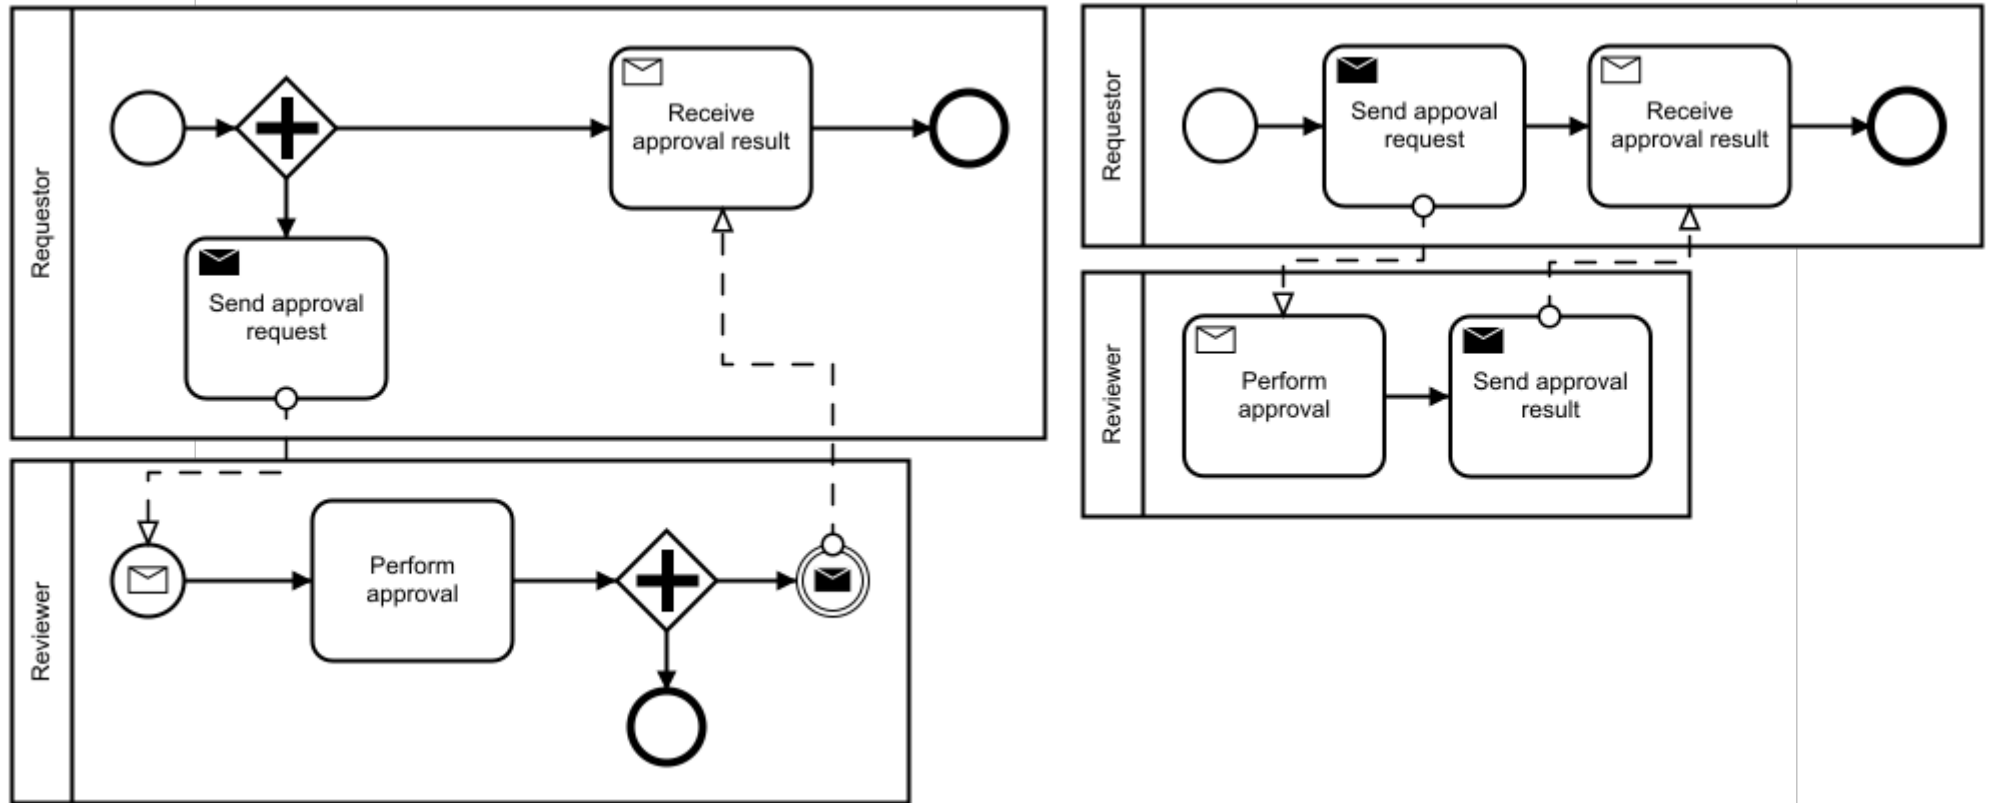 Requestor
Receive
approval result
Send approval
request
Reviewer
Perform
approval
Requestor
Send appoval
request
Receive
approval result
Reviewer
Perform
approval
Send approval
result